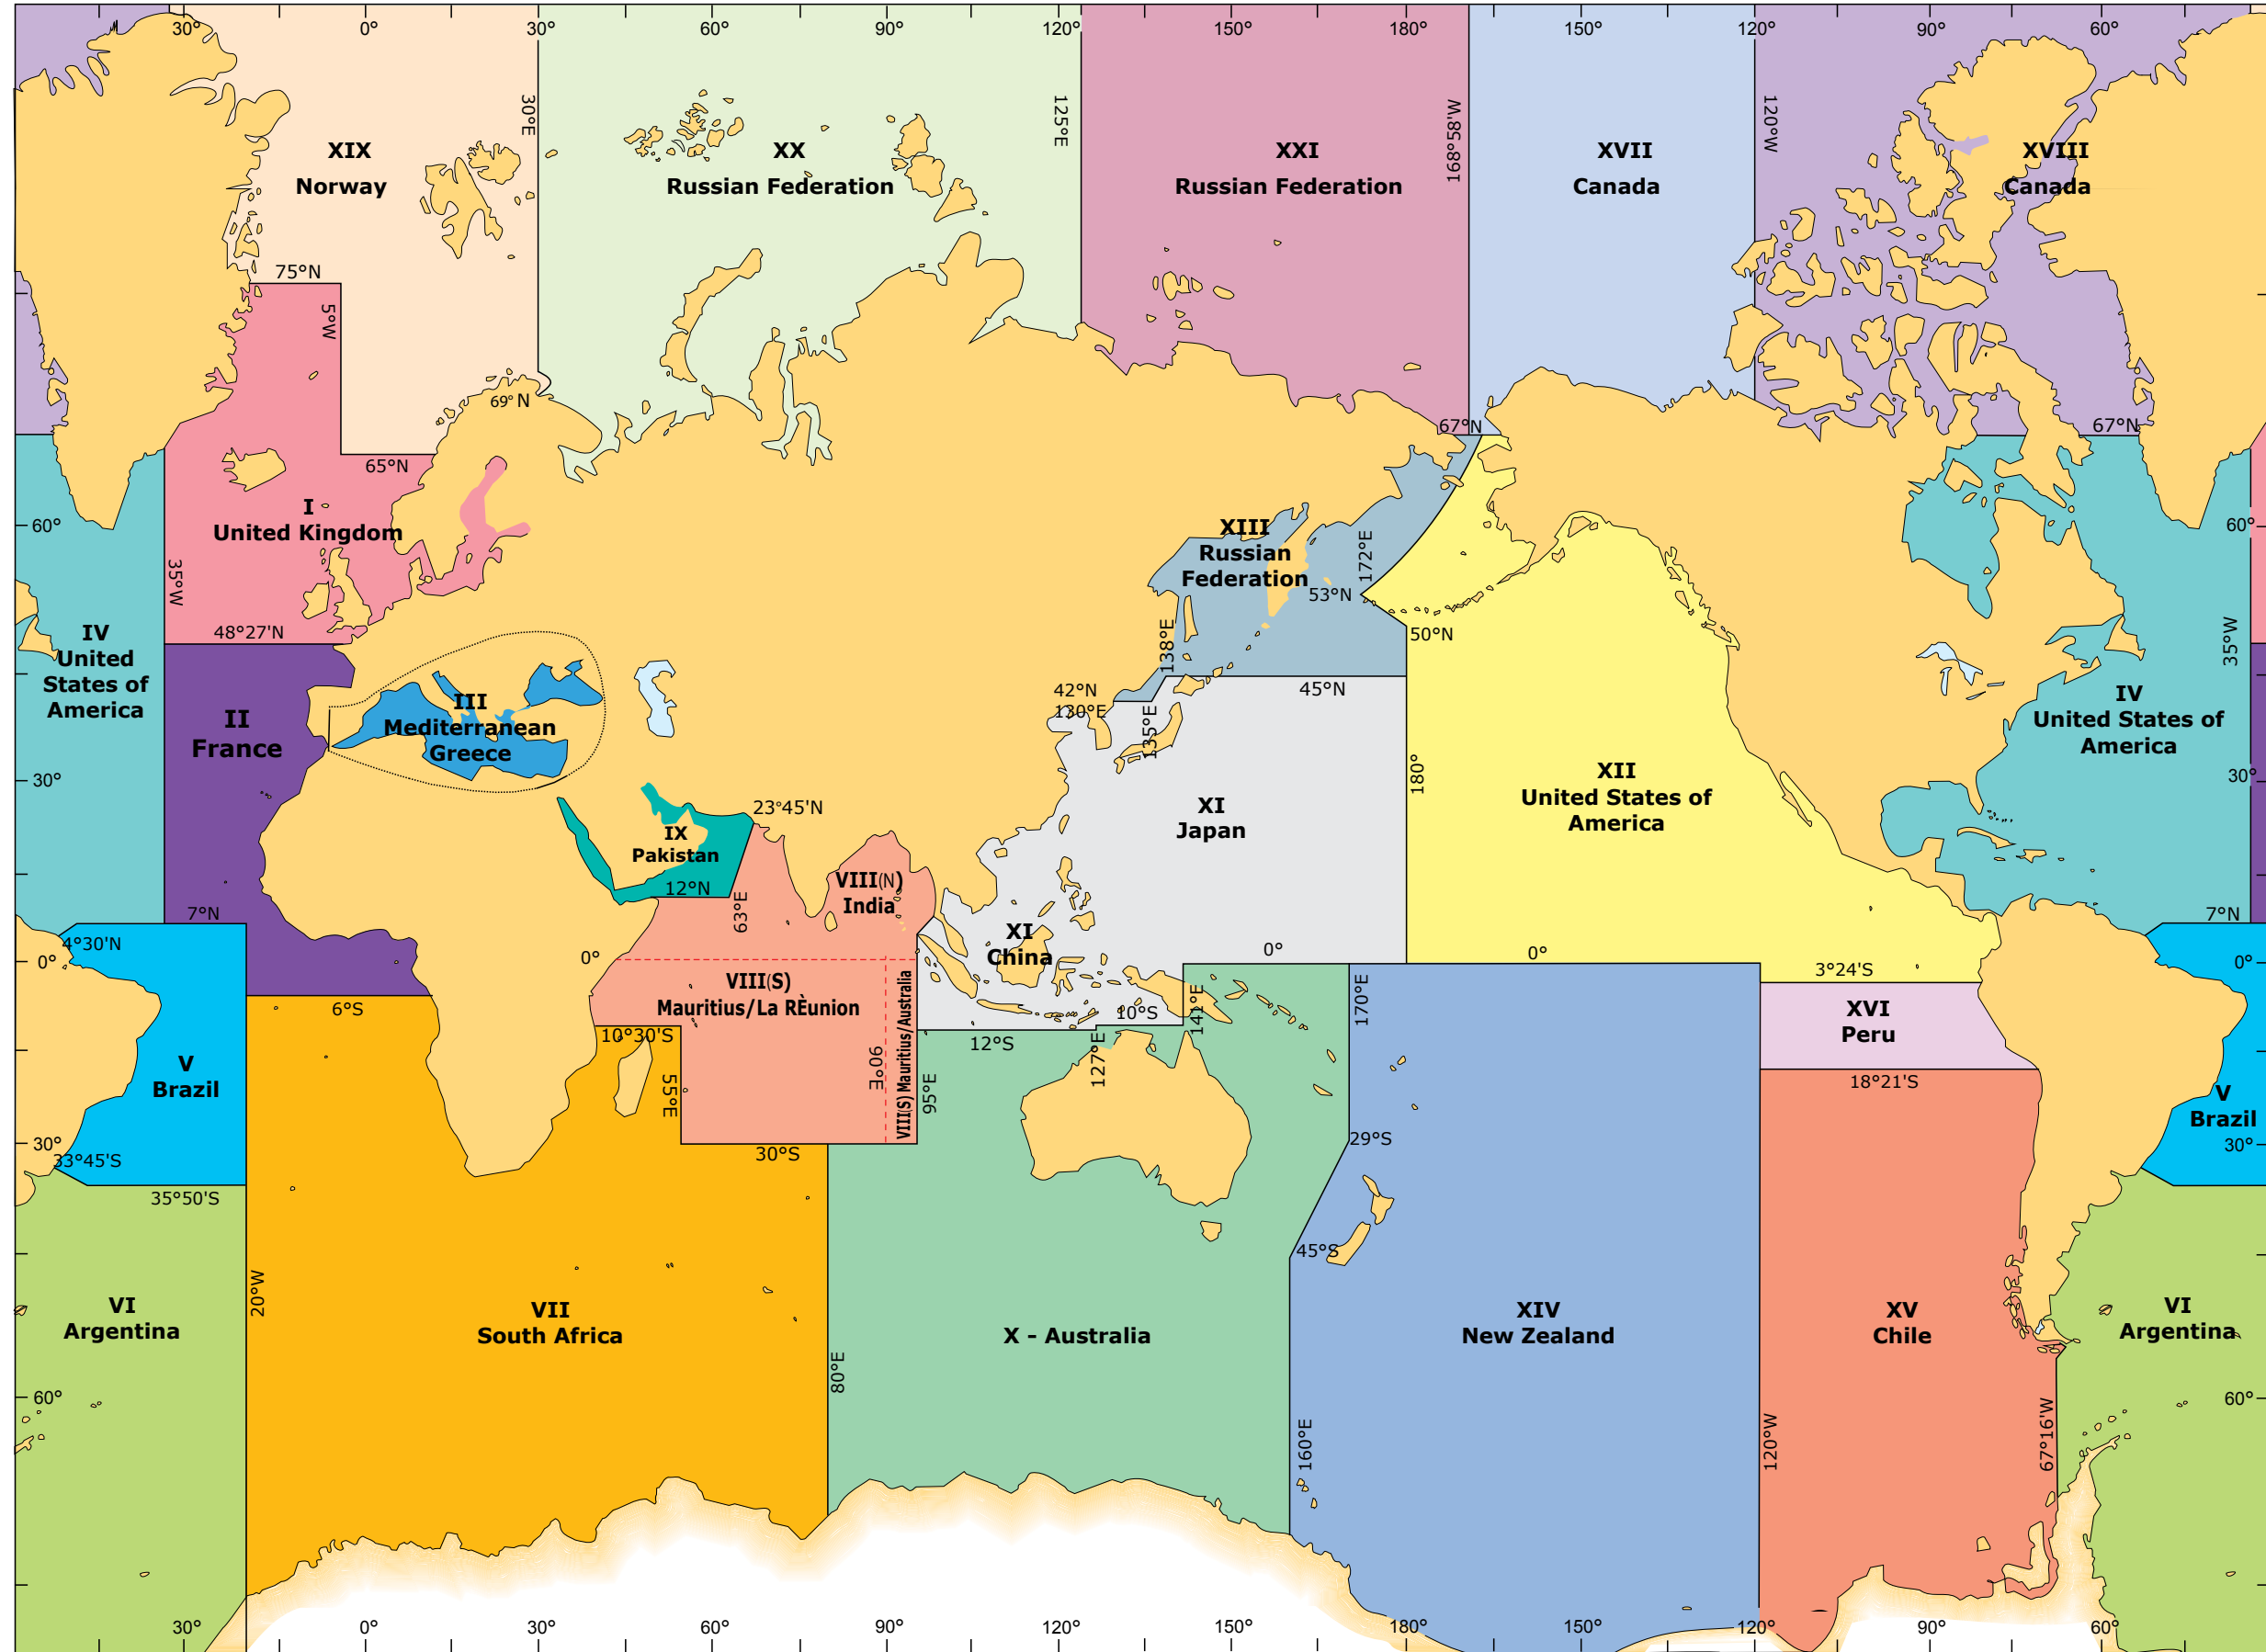 30°
0°
30°
60°
90°
120°
150°
180°
150°
120°
90°
60°
30°E
125°E
168°58'W
120°W
XIX
Norway
XX
Russian Federation
XXI
Russian Federation
XVII
Canada
XVIII
Canada
75°N
5°W
69° N
67°N
67°N
65°N
I
United Kingdom
60°
60°
XIII
Russian
Federation
172°E
53°N
35°W
48°27'N
50°N
138°E
35°W
IV
United
States of
America
II
France
III
Mediterranean
Greece
42°N
130°E
135°E
45°N
IV
United States of
America
30°
30°
180°
XII
United States of
America
XI
Japan
23°45'N
IX
Pakistan
12°N
63°E
VIII(N)
India
7°N
7°N
4°30'N
0°
0°
XI
China
0°
0°
0°
3°24'S
VIII(S)
Mauritius/La RÈunion
VIII(S) Mauritius/Australia
90°E
95°E
6°S
10°30'S
55°E
10°S
12°S
127°E
141°E
170°E
XVI
Peru
18°21'S
V
Brazil
V
Brazil
30°
30°
33°45'S
30°S
29°S
35°50'S
45°S
20°W
VI
Argentina
VII
South Africa
X - Australia
XIV
New Zealand
XV
Chile
VI
Argentina
80°E
60°
60°
160°E
120°W
67°16'W
30°
0°
30°
60°
90°
120°
150°
180°
150°
120°
90°
60°